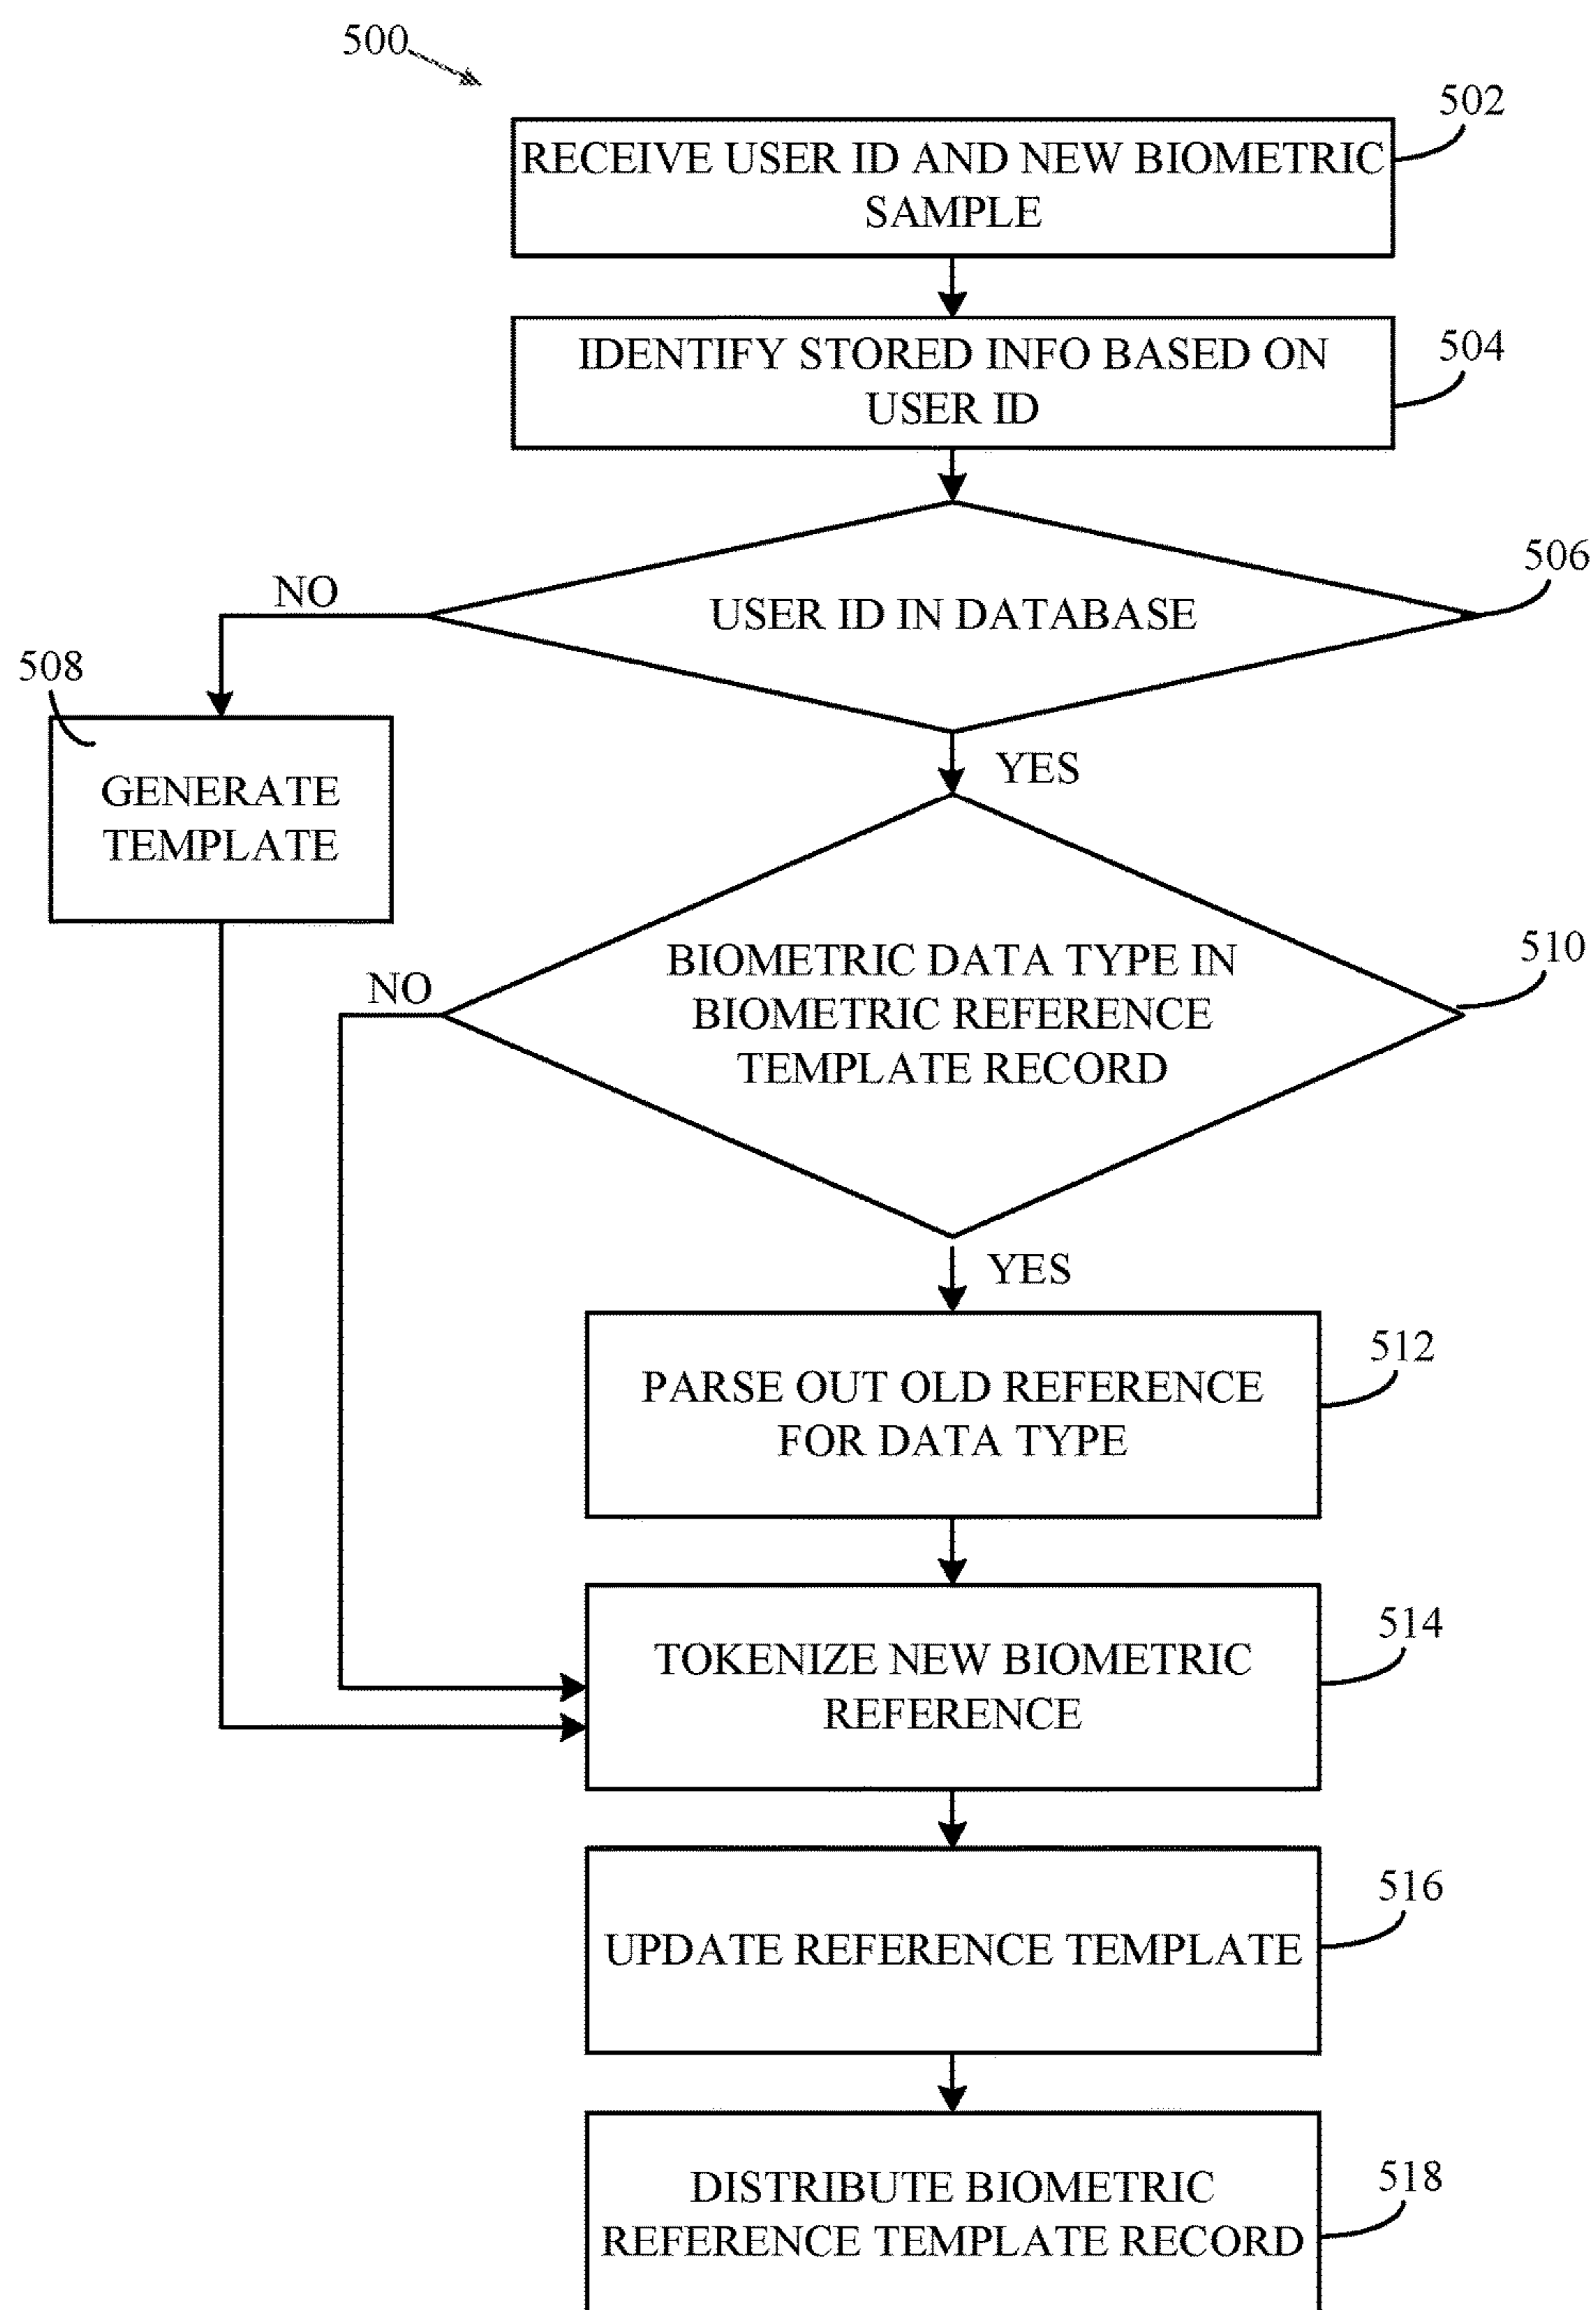 500
502
RECEIVE USER ID AND NEW BIOMETRIC
SAMPLE
504
IDENTIFY STORED INFO BASED ON
USER ID
506
USER ID IN DATABASE
NO
508
GENERATE
TEMPLATE
YES
510
BIOMETRIC DATA TYPE IN
BIOMETRIC REFERENCE
TEMPLATE RECORD
NO
YES
512
PARSE OUT OLD REFERENCE
FOR DATA TYPE
514
TOKENIZE NEW BIOMETRIC
REFERENCE
516
UPDATE REFERENCE TEMPLATE
518
DISTRIBUTE BIOMETRIC
REFERENCE TEMPLATE RECORD